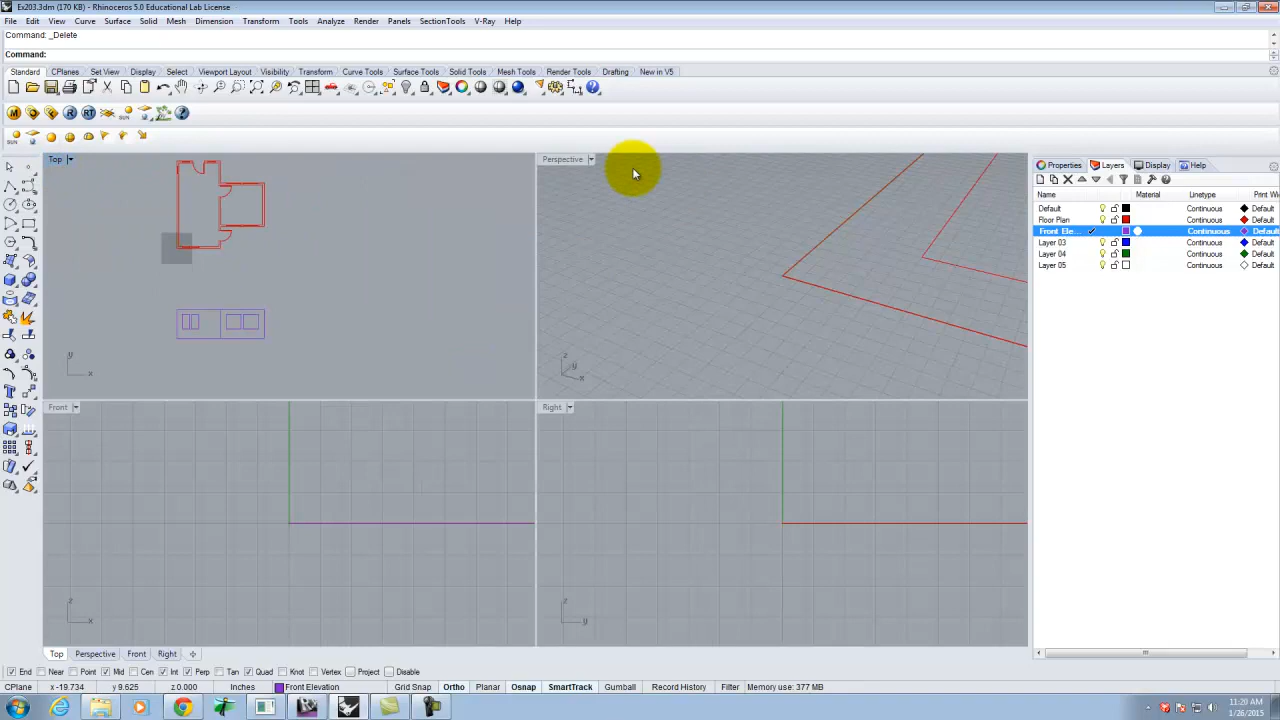 Ex203.3dm (170 KB) - Rhinoceros 5.0 Educational Lab License
File Edit View Curve Surface Solid Mesh Dimension Transform Tools Analyze Render Panels SectionTools V-Ray Help
Command: _Delete
Command:
Standard CPlanes Set View Display Select Viewport Layout Visibility Transform Curve Tools Surface Tools Solid Tools Mesh Tools Render Tools Drafting New in V5
M R RT SUN
SUN
Top Perspective
Properties Layers Display Help
Name Material Linetype Print Wi
Default Continuous Default
Floor Plan Continuous Default
Front Ele... Continuous Default
Layer 03 Continuous Default
Layer 04 Continuous Default
Layer 05 Continuous Default
y x
z y x
Front Right
z x
z y
Top Perspective Front Right
End Near Point Mid Cen Int Perp Tan Quad Knot Vertex Project Disable
CPlane x -19.734 y 9.625 z 0.000 Inches Front Elevation Grid Snap Ortho Planar Osnap SmartTrack Gumball Record History Filter Memory use: 377 MB
11:20 AM
1/26/2015